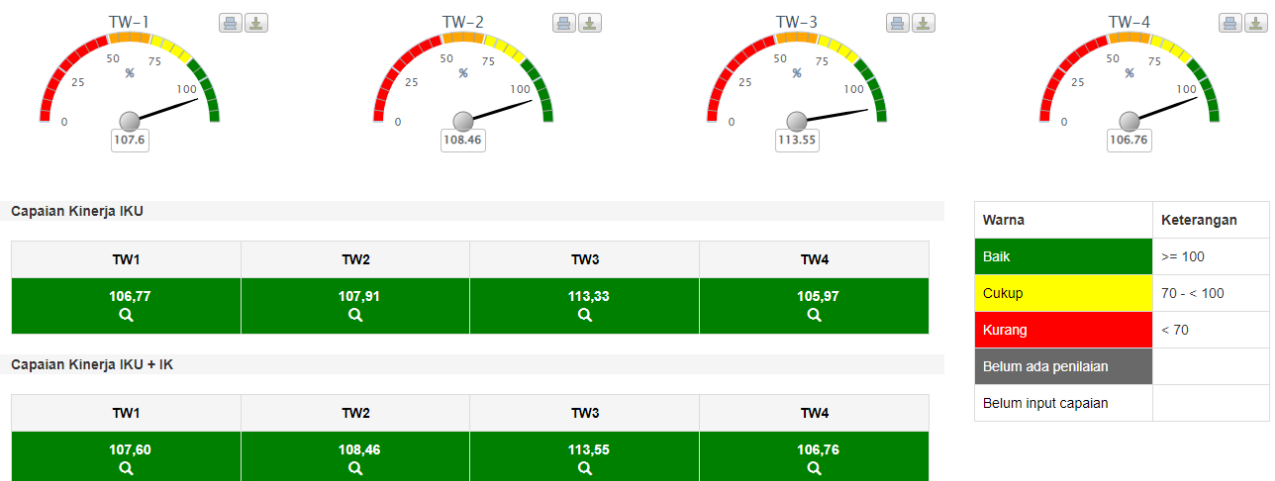 TW-1
0
25
50
75
100
%
107.6
TW-2
0
25
50
75
100
%
108.46
TW-3
0
25
50
75
100
%
113.55
TW-4
0
25
50
75
100
%
106.76
Capaian Kinerja IKU
TW1 TW2 TW3 TW4
106,77 107,91 113,33 105,97
Capaian Kinerja IKU + IK
TW1 TW2 TW3 TW4
107,60 108,46 113,55 106,76
Warna Keterangan
Baik >= 100
Cukup 70 - < 100
Kurang < 70
Belum ada penilaian
Belum input capaian